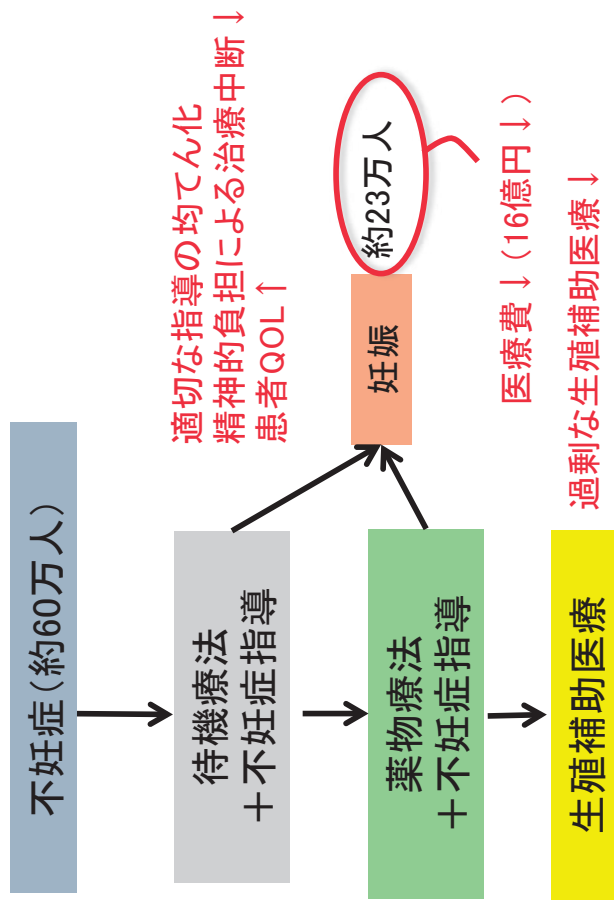 不妊症（約60万人）
待機療法
＋不妊症指導
適切な指導の均てん化
精神的負担による治療中断↓
患者QOL↑
薬物療法
＋不妊症指導
妊娠
約23万人
医療費↓（16億円↓）
生殖補助医療
過剰な生殖補助医療↓